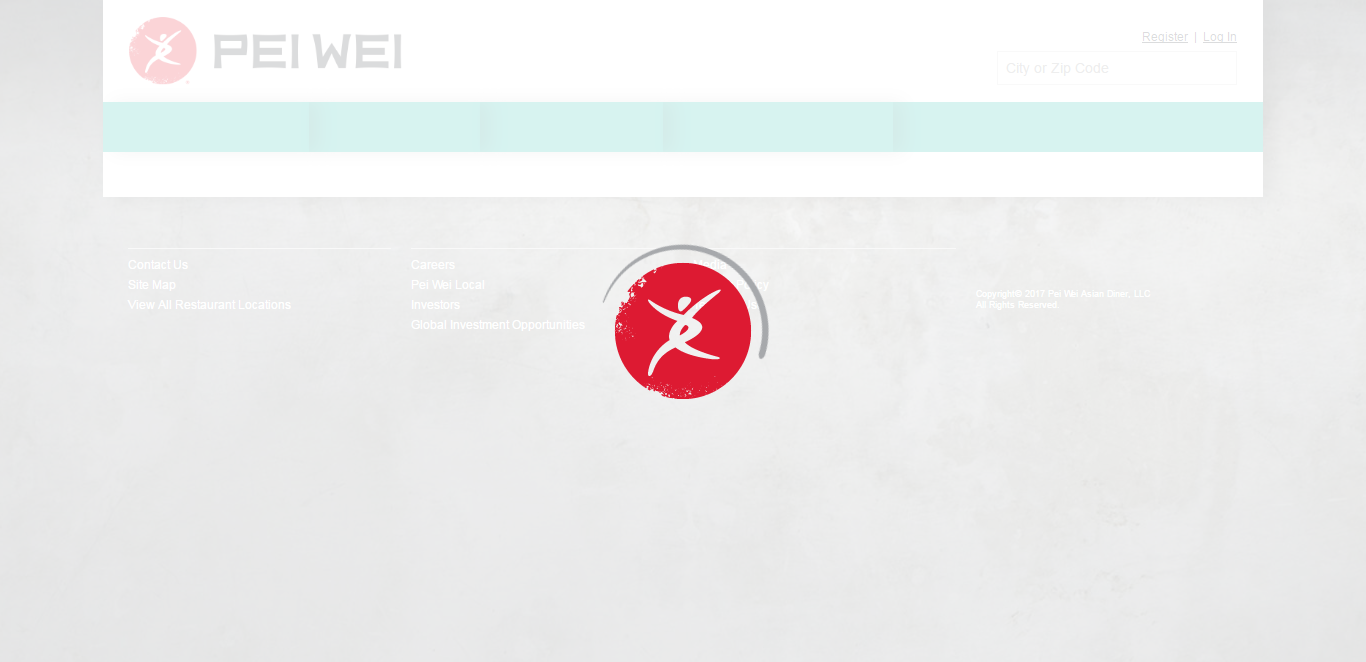 PEI WEI
Register | Log In
City or Zip Code
Contact Us
Site Map
View All Restaurant Locations
Careers
Pei Wei Local
Investors
Global Investment Opportunities
Copyright© 2017 Pei Wei Asian Diner, LLC
All Rights Reserved